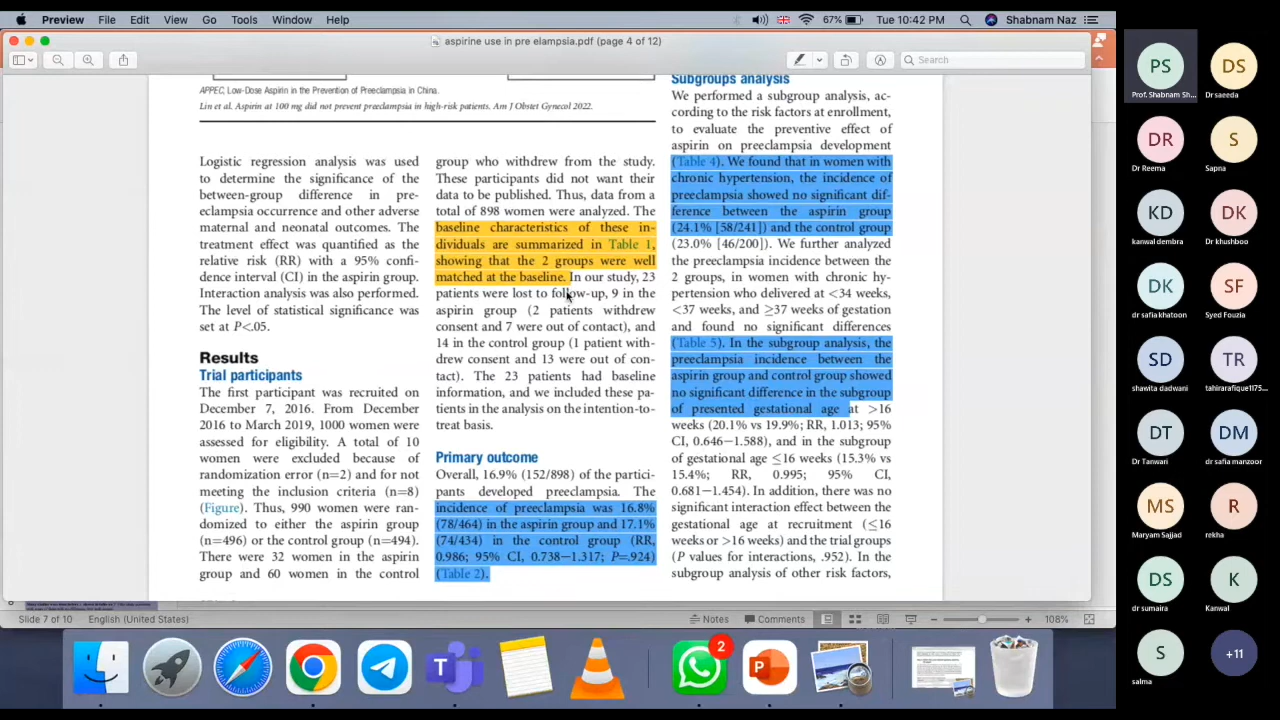 Preview File Edit View Go Tools Window Help
67% Tue 10:42 PM Shabnam Naz
aspirine use in pre elampsia.pdf (page 4 of 12)
Search
APPEC, Low-Dose Aspirin in the Prevention of Preeclampsia in China.
Lin et al. Aspirin at 100 mg did not prevent preeclampsia in high-risk patients. Am J Obstet Gynecol 2022.
Logistic regression analysis was used
to determine the significance of the
between-group difference in pre-
eclampsia occurrence and other adverse
maternal and neonatal outcomes. The
treatment effect was quantified as the
relative risk (RR) with a 95% confi-
dence interval (CI) in the aspirin group.
Interaction analysis was also performed.
The level of statistical significance was
set at P<.05.
Results
Trial participants
The first participant was recruited on
December 7, 2016. From December
2016 to March 2019, 1000 women were
assessed for eligibility. A total of 10
women were excluded because of
randomization error (n=2) and for not
meeting the inclusion criteria (n=8)
(Figure). Thus, 990 women were ran-
domized to either the aspirin group
(n=496) or the control group (n=494).
There were 32 women in the aspirin
group and 60 women in the control
group who withdrew from the study.
These participants did not want their
data to be published. Thus, data from a
total of 898 women were analyzed. The
baseline characteristics of these in-
dividuals are summarized in Table 1,
showing that the 2 groups were well
matched at the baseline. In our study, 23
patients were lost to follow-up, 9 in the
aspirin group (2 patients withdrew
consent and 7 were out of contact), and
14 in the control group (1 patient with-
drew consent and 13 were out of con-
tact). The 23 patients had baseline
information, and we included these pa-
tients in the analysis on the intention-to-
treat basis.
Primary outcome
Overall, 16.9% (152/898) of the partici-
pants developed preeclampsia. The
incidence of preeclampsia was 16.8%
(78/464) in the aspirin group and 17.1%
(74/434) in the control group (RR,
0.986; 95% CI, 0.738–1.317; P=.924)
(Table 2).
Subgroups analysis
We performed a subgroup analysis, ac-
cording to the risk factors at enrollment,
to evaluate the preventive effect of
aspirin on preeclampsia development
(Table 4). We found that in women with
chronic hypertension, the incidence of
preeclampsia showed no significant dif-
ference between the aspirin group
(24.1% [58/241]) and the control group
(23.0% [46/200]). We further analyzed
the preeclampsia incidence between the
2 groups, in women with chronic hy-
pertension who delivered at <34 weeks,
<37 weeks, and ≥37 weeks of gestation
and found no significant differences
(Table 5). In the subgroup analysis, the
preeclampsia incidence between the
aspirin group and control group showed
no significant difference in the subgroup
of presented gestational age at >16
weeks (20.1% vs 19.9%; RR, 1.013; 95%
CI, 0.646–1.588), and in the subgroup
of gestational age ≤16 weeks (15.3% vs
15.4%; RR, 0.995; 95% CI,
0.681–1.454). In addition, there was no
significant interaction effect between the
gestational age at recruitment (≤16
weeks or >16 weeks) and the trial groups
(P values for interactions, .952). In the
subgroup analysis of other risk factors,
Slide 7 of 10 English (United States) Notes Comments 108%
2
PS
Prof. Shabnam Sh...
DS
Dr saeeda
DR
Dr Reema
S
Sapna
KD
kanwal dembra
DK
Dr khushboo
DK
dr safia khatoon
SF
Syed Fouzia
SD
shawita dadwani
TR
tahirarafique1175...
DT
Dr Tanwari
DM
dr safia manzoor
MS
Maryam Sajjad
R
rekha
DS
dr sumaira
K
Kanwal
S
salma
+11